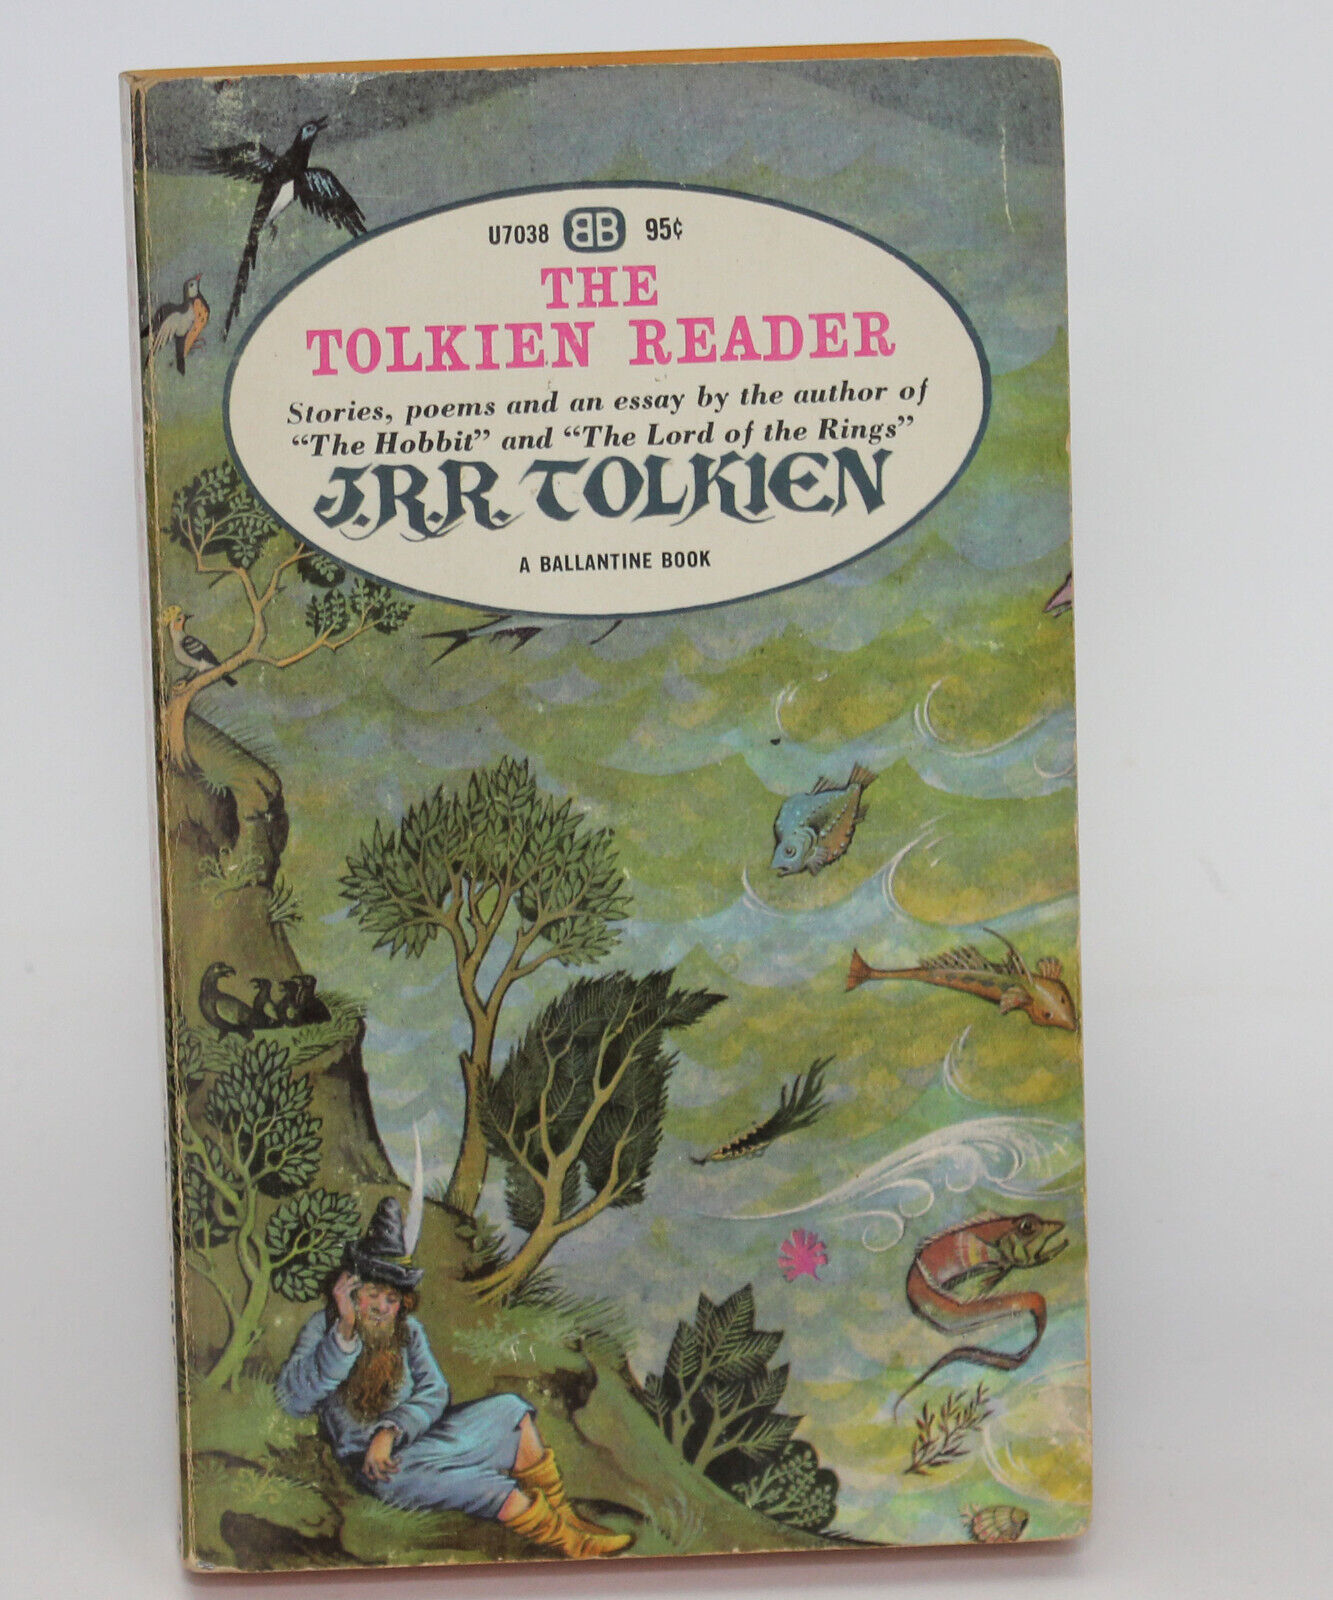 U7038 BB 95¢
THE
TOLKIEN READER
Stories, poems and an essay by the author of
"The Hobbit" and "The Lord of the Rings"
J.R.R. TOLKIEN
A BALLANTINE BOOK